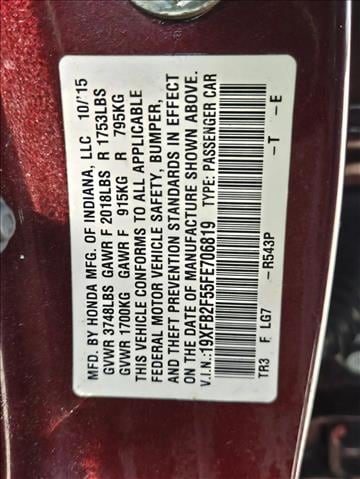 MFD. BY HONDA MFG. OF INDIANA, LLC 10/'15
GVWR 3748LBS GAWR F 2018LBS R 1753LBS
GVWR 1700KG GAWR F 915KG R 795KG
THIS VEHICLE CONFORMS TO ALL APPLICABLE
FEDERAL MOTOR VEHICLE SAFETY, BUMPER,
AND THEFT PREVENTION STANDARDS IN EFFECT
ON THE DATE OF MANUFACTURE SHOWN ABOVE.
V.I.N.:19XFB2F55FE706819 TYPE: PASSENGER CAR
-R543P -T -E
TR3 F LG7